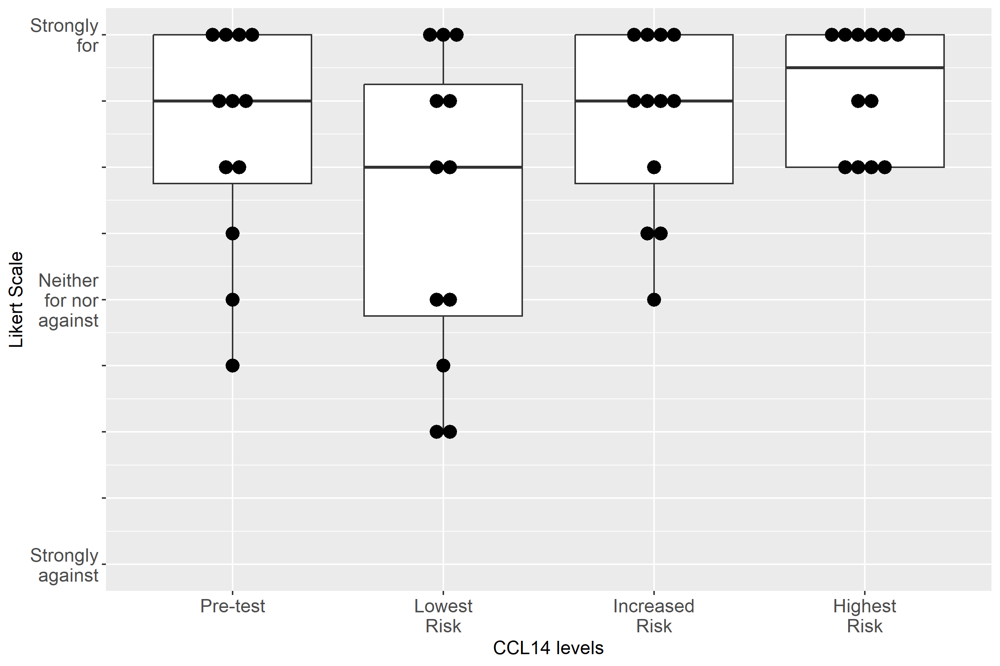 Strongly
for
Neither
for nor
against
Strongly
against
Likert Scale
Pre-test
Lowest
Risk
Increased
Risk
Highest
Risk
CCL14 levels